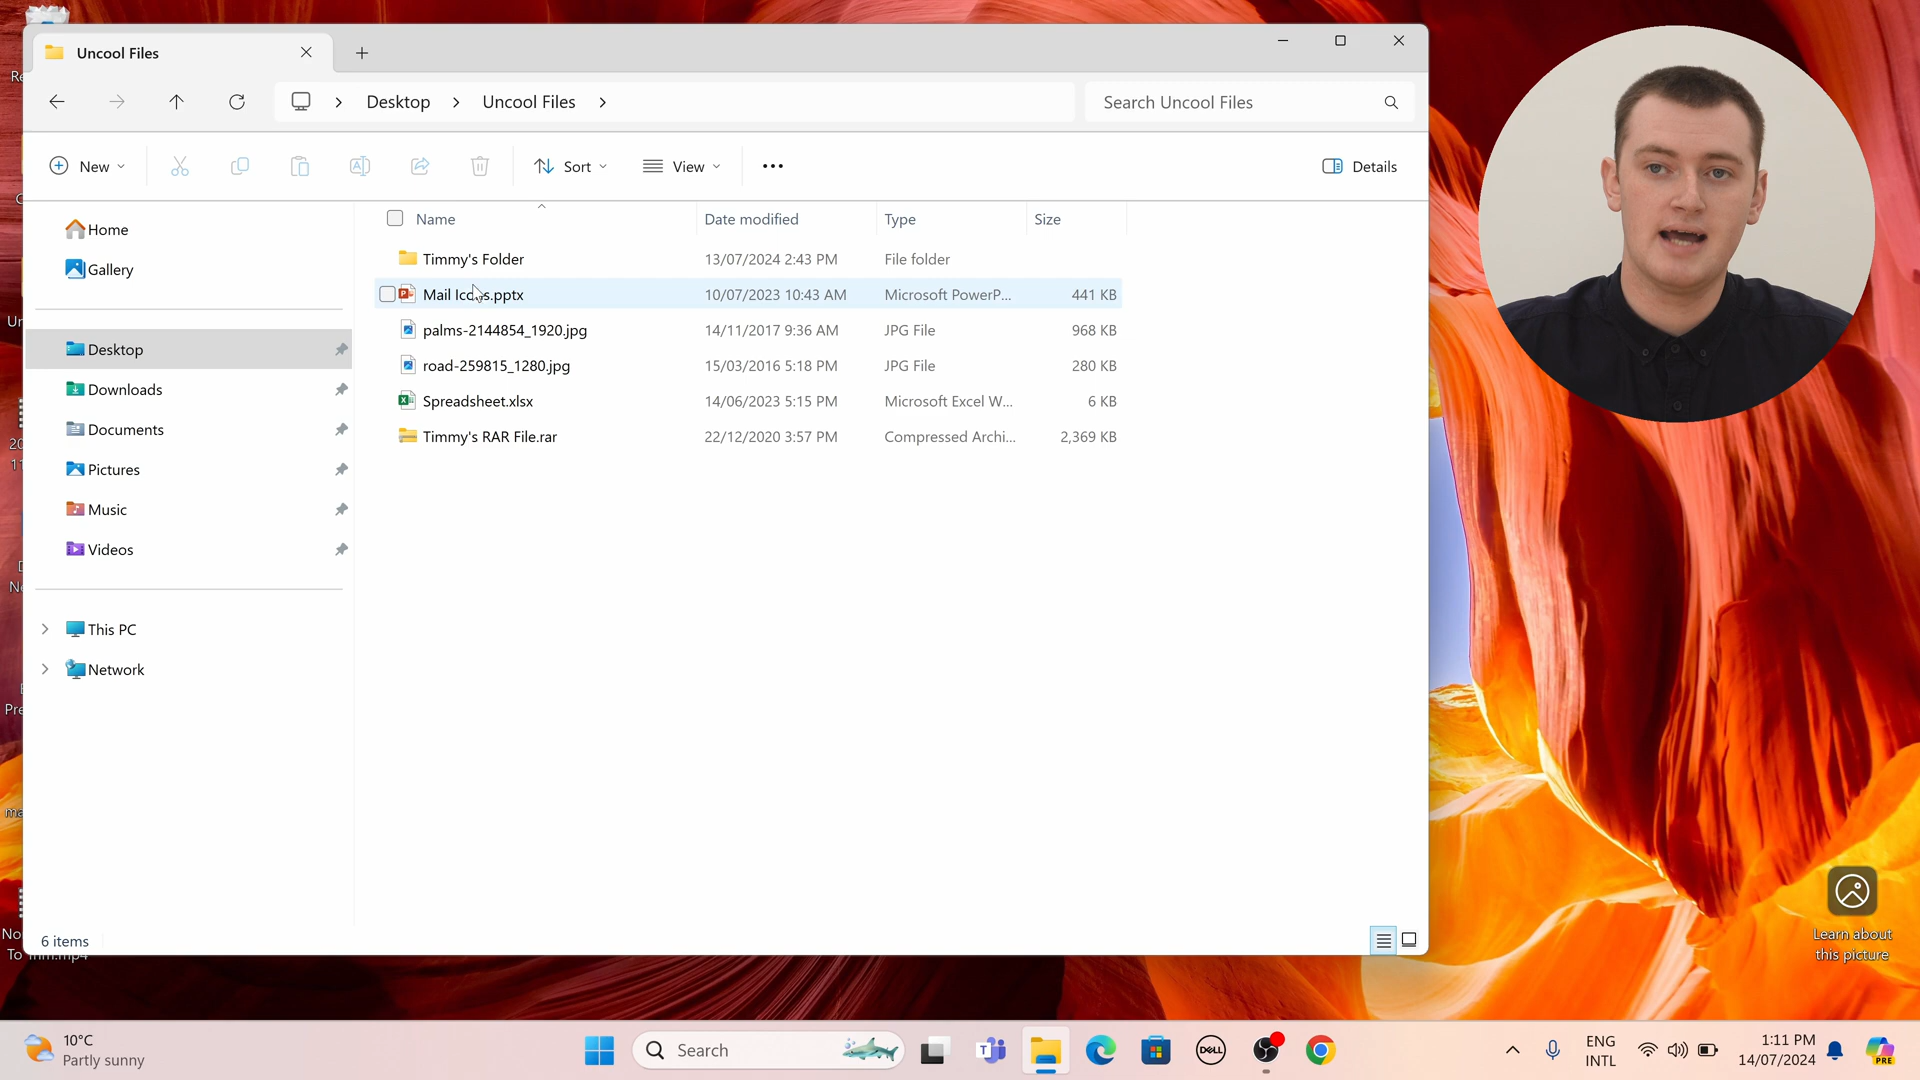 Uncool Files
Desktop
Uncool Files
Search Uncool Files
New
Sort
View
Details
Home
Gallery
Desktop
Downloads
Documents
Pictures
Music
Videos
This PC
Network
Name Date modified Type Size
Timmy's Folder 13/07/2024 2:43 PM File folder
Mail Icons.pptx 10/07/2023 10:43 AM Microsoft PowerP... 441 KB
palms-2144854_1920.jpg 14/11/2017 9:36 AM JPG File 968 KB
road-259815_1280.jpg 15/03/2016 5:18 PM JPG File 280 KB
Spreadsheet.xlsx 14/06/2023 5:15 PM Microsoft Excel W... 6 KB
Timmy's RAR File.rar 22/12/2020 3:57 PM Compressed Archi... 2,369 KB
6 items
Learn about
this picture
10°C
Partly sunny
Search
DELL
ENG
INTL
1:11 PM
14/07/2024
PRE